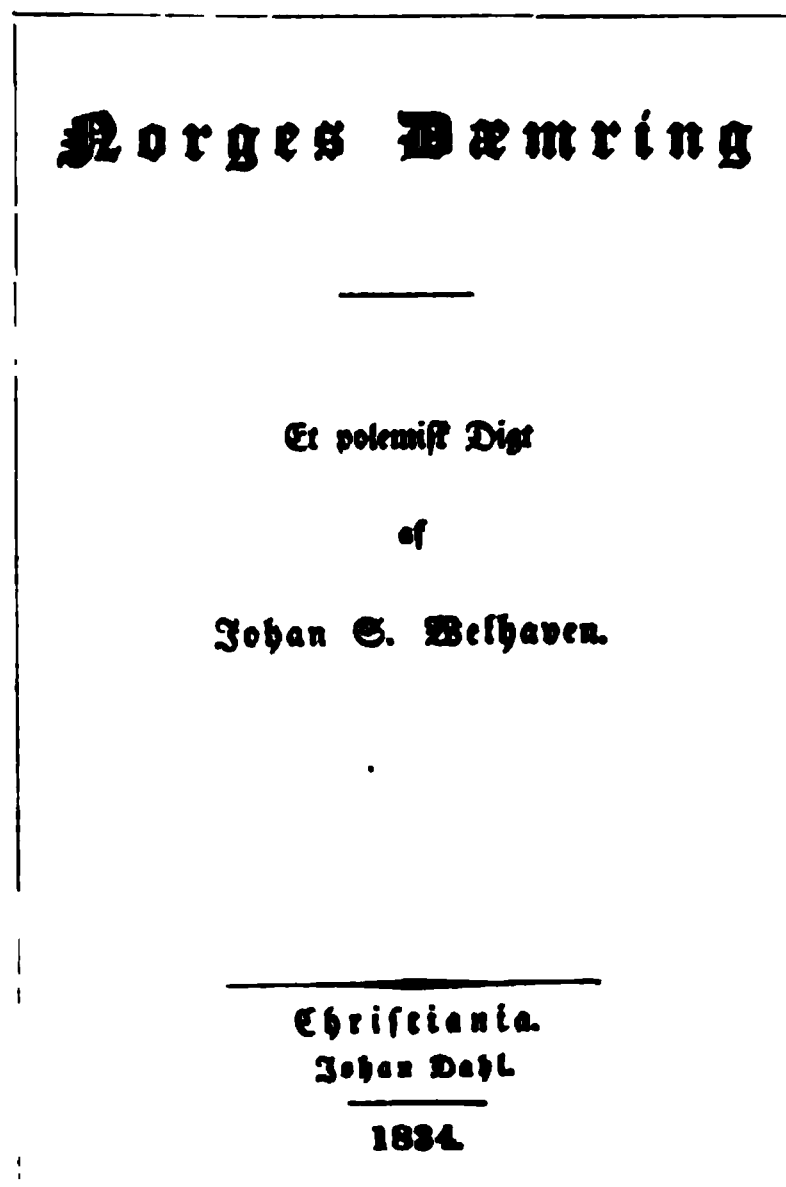 Norges Dæmring
Et polemisk Digt
af
Johan S. Welhaven.
Christiania.
Johan Dahl.
1834.